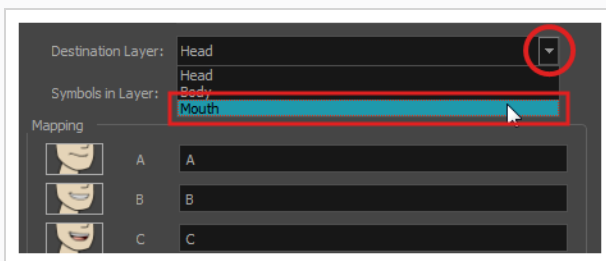 Destination Layer: Head
Head
Symbols in Layer: Body
Mouth
Mapping
A A
B B
C C